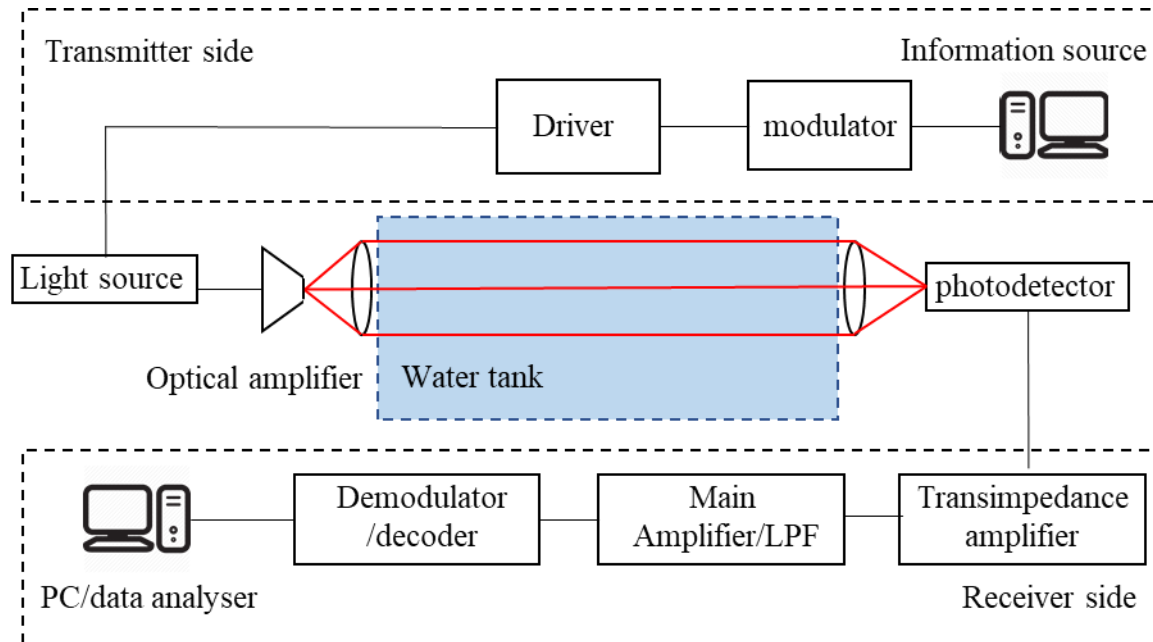 Transmitter side
Information source
Driver
modulator
Light source
photodetector
Optical amplifier
Water tank
Demodulator
/decoder
Main
Amplifier/LPF
Transimpedance
amplifier
PC/data analyser
Receiver side